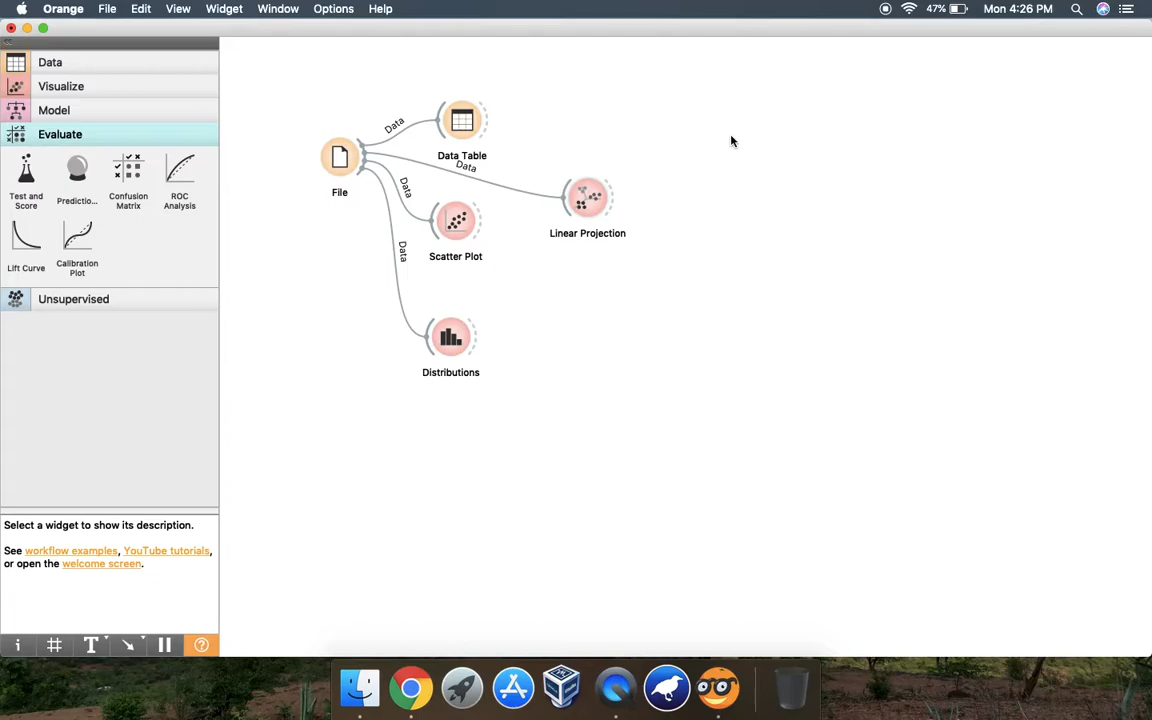 Orange File Edit View Widget Window Options Help 47% Mon 4:26 PM
Data
Visualize
Model
Evaluate
Test and Score
Predictio...
Confusion Matrix
ROC Analysis
Lift Curve
Calibration Plot
Unsupervised
Select a widget to show its description.
See workflow examples, YouTube tutorials,
or open the welcome screen.
File
Data
Data Table
Data
Data
Linear Projection
Scatter Plot
Data
Distributions